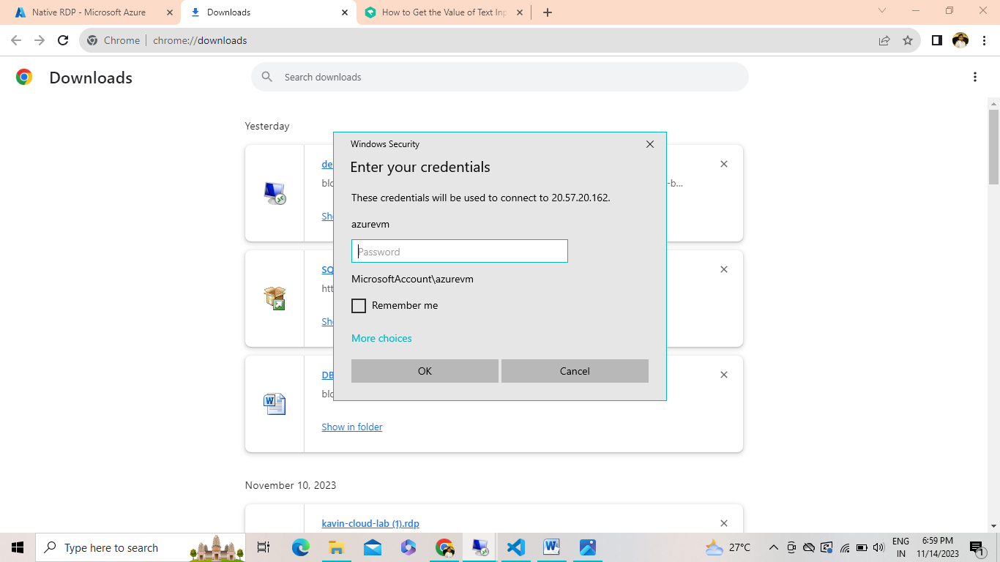 Native RDP - Microsoft Azure
Downloads
How to Get the Value of Text Inp
Chrome
chrome://downloads
Downloads
Search downloads
Yesterday
de
blo
-b...
Sho
SQ
htt
Sho
DB
blo
Show in folder
Windows Security
Enter your credentials
These credentials will be used to connect to 20.57.20.162.
azurevm
Password
MicrosoftAccount\azurevm
Remember me
More choices
OK
Cancel
November 10, 2023
kavin-cloud-lab (1).rdp
Type here to search
27°C
ENG
IN
6:59 PM
11/14/2023
1